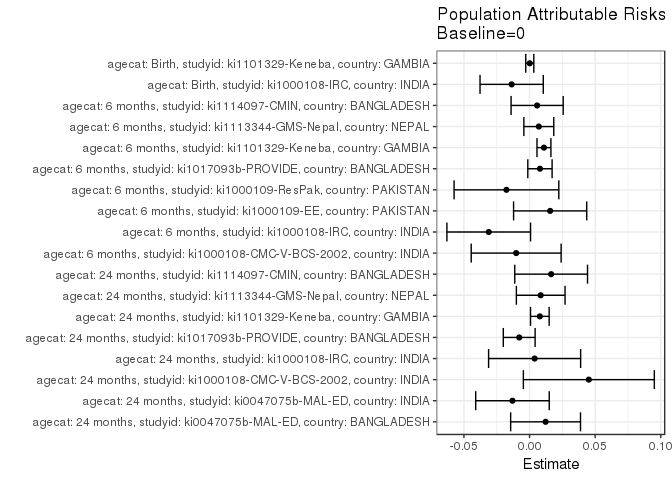 Population Attributable Risks
Baseline=0
agecat: Birth, studyid: ki1101329-Keneba, country: GAMBIA
agecat: Birth, studyid: ki1000108-IRC, country: INDIA
agecat: 6 months, studyid: ki1114097-CMIN, country: BANGLADESH
agecat: 6 months, studyid: ki1113344-GMS-Nepal, country: NEPAL
agecat: 6 months, studyid: ki1101329-Keneba, country: GAMBIA
agecat: 6 months, studyid: ki1017093b-PROVIDE, country: BANGLADESH
agecat: 6 months, studyid: ki1000109-ResPak, country: PAKISTAN
agecat: 6 months, studyid: ki1000109-EE, country: PAKISTAN
agecat: 6 months, studyid: ki1000108-IRC, country: INDIA
agecat: 6 months, studyid: ki1000108-CMC-V-BCS-2002, country: INDIA
agecat: 24 months, studyid: ki1114097-CMIN, country: BANGLADESH
agecat: 24 months, studyid: ki1113344-GMS-Nepal, country: NEPAL
agecat: 24 months, studyid: ki1101329-Keneba, country: GAMBIA
agecat: 24 months, studyid: ki1017093b-PROVIDE, country: BANGLADESH
agecat: 24 months, studyid: ki1000108-IRC, country: INDIA
agecat: 24 months, studyid: ki1000108-CMC-V-BCS-2002, country: INDIA
agecat: 24 months, studyid: ki0047075b-MAL-ED, country: INDIA
agecat: 24 months, studyid: ki0047075b-MAL-ED, country: BANGLADESH
-0.05 0.00 0.05 0.10
Estimate